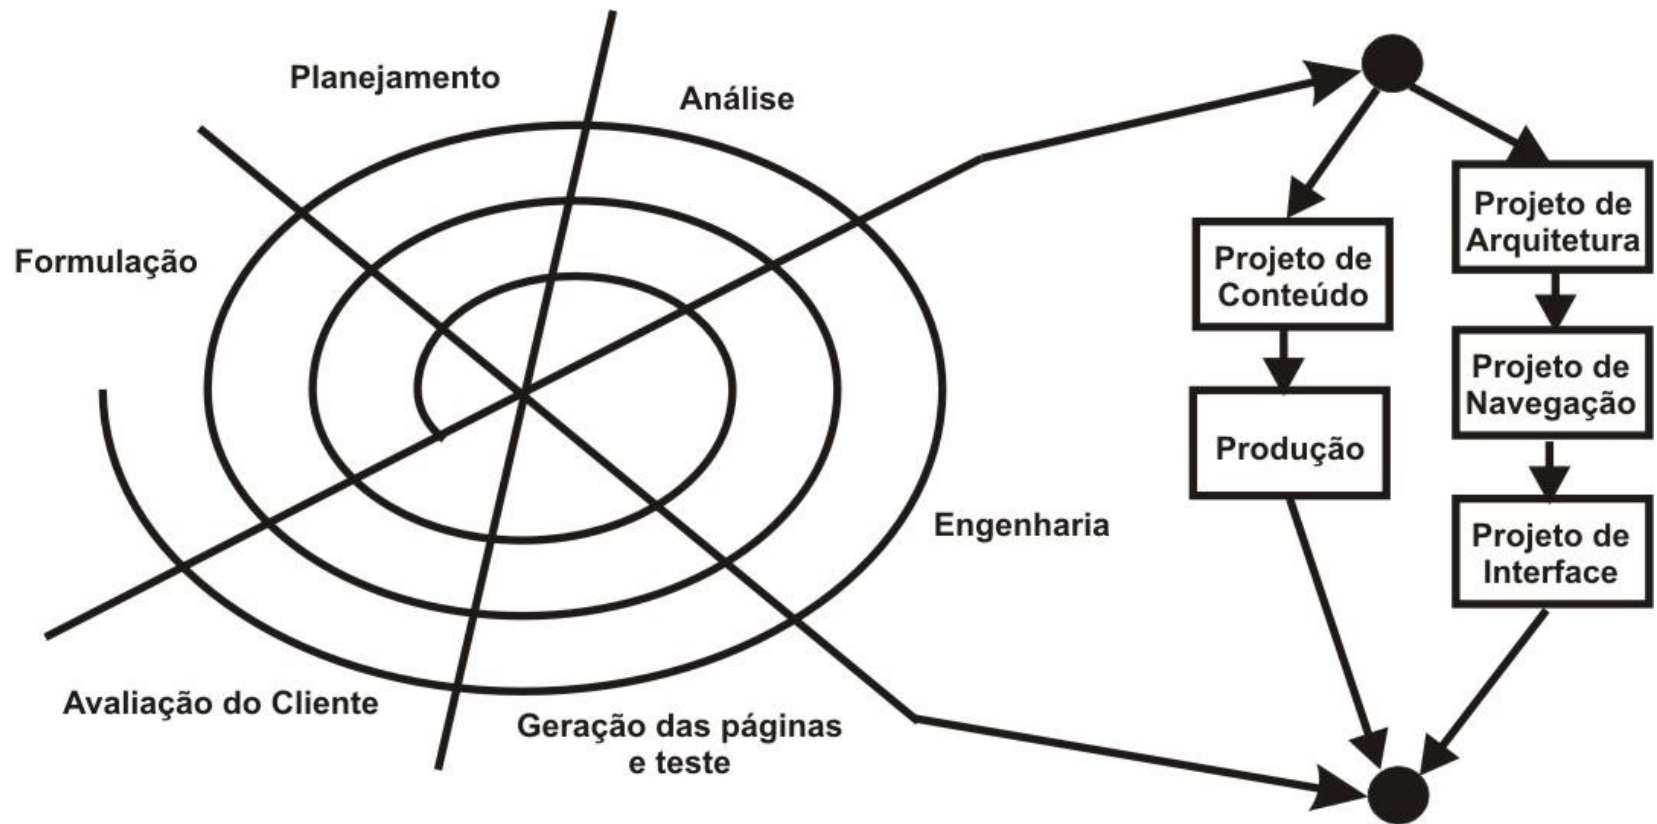 Planejamento
Análise
Formulação
Engenharia
Avaliação do Cliente
Geração das páginas
e teste
Projeto de
Conteúdo
Produção
Projeto de
Arquitetura
Projeto de
Navegação
Projeto de
Interface